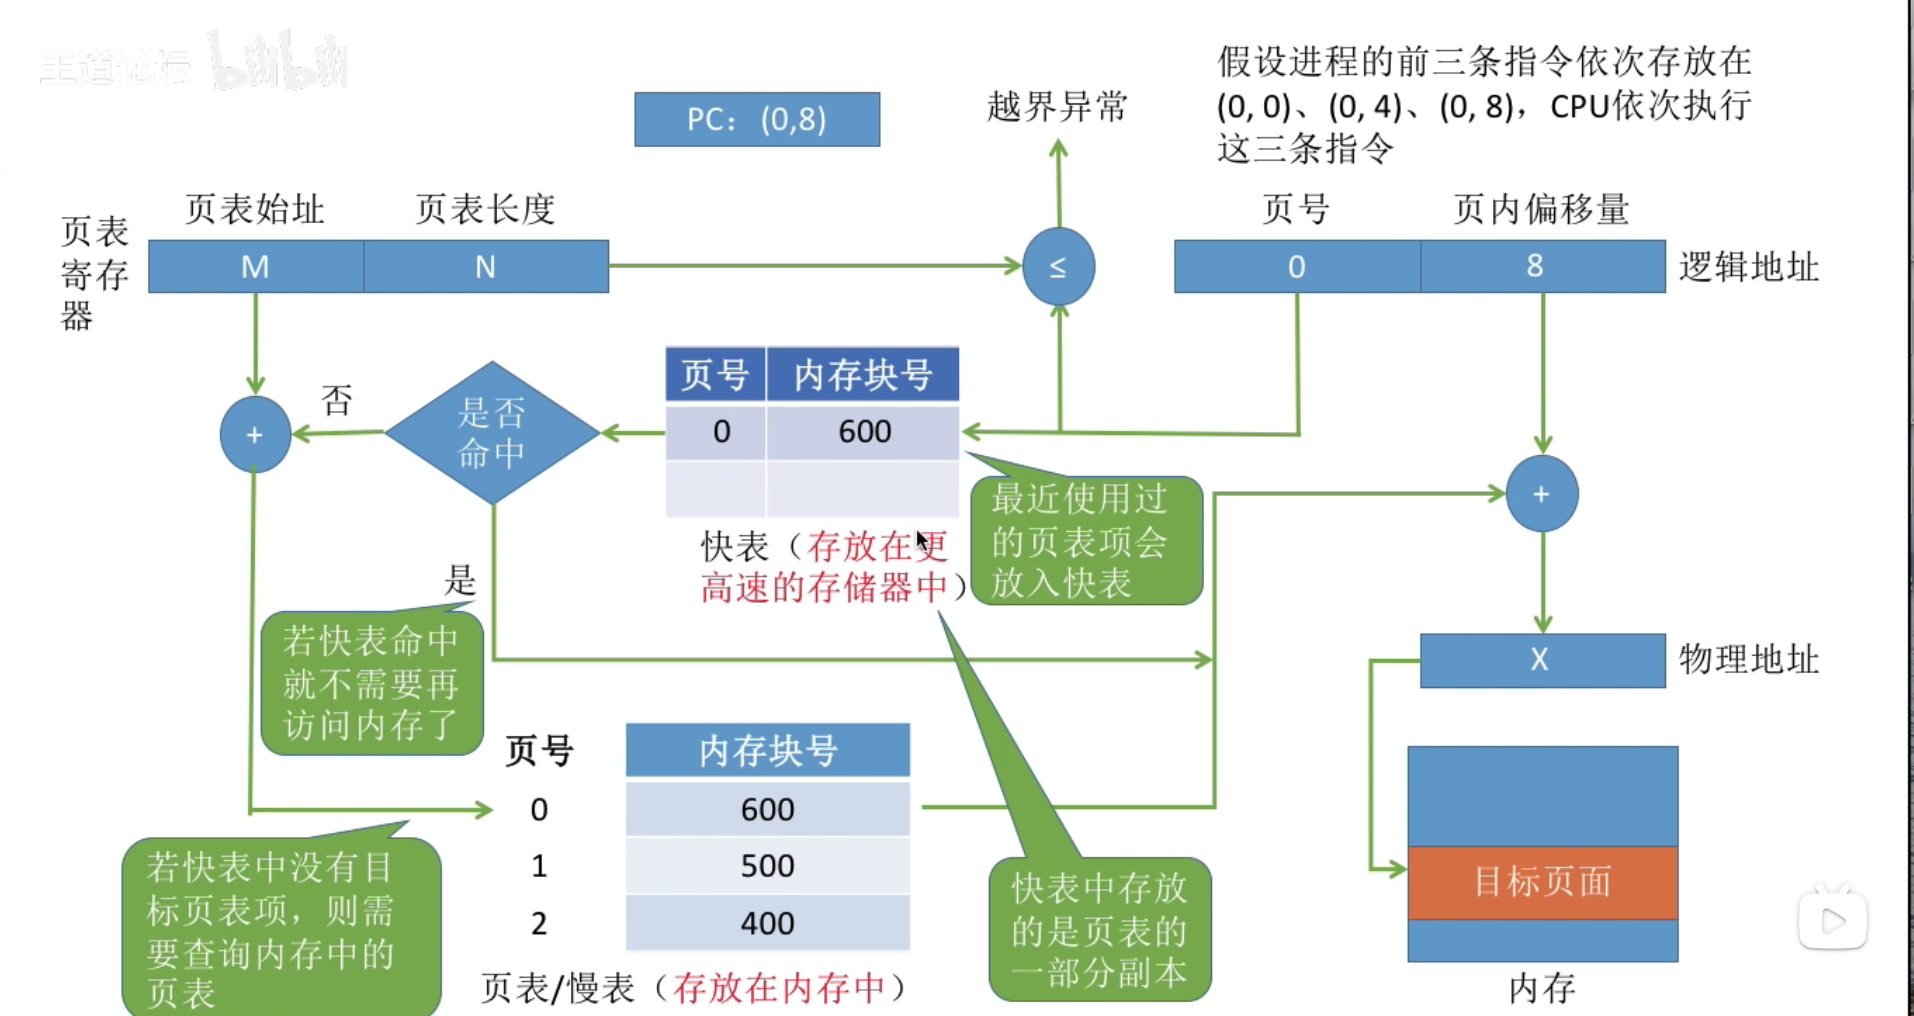 王道论坛 bilibili
假设进程的前三条指令依次存放在
(0, 0)、(0, 4)、(0, 8)，CPU依次执行
这三条指令
PC：(0,8)
越界异常
页表始址 页表长度
页号 页内偏移量
页表
寄存
器
M N
≤
0 8
逻辑地址
页号 内存块号
0 600
否
是否
命中
+
+
最近使用过
的页表项会
放入快表
快表（存放在更
高速的存储器中）
是
若快表命中
就不需要再
访问内存了
X
物理地址
页号 内存块号
0 600
1 500
2 400
页表/慢表（存放在内存中）
若快表中没有目
标页表项，则需
要查询内存中的
页表
快表中存放
的是页表的
一部分副本
目标页面
内存